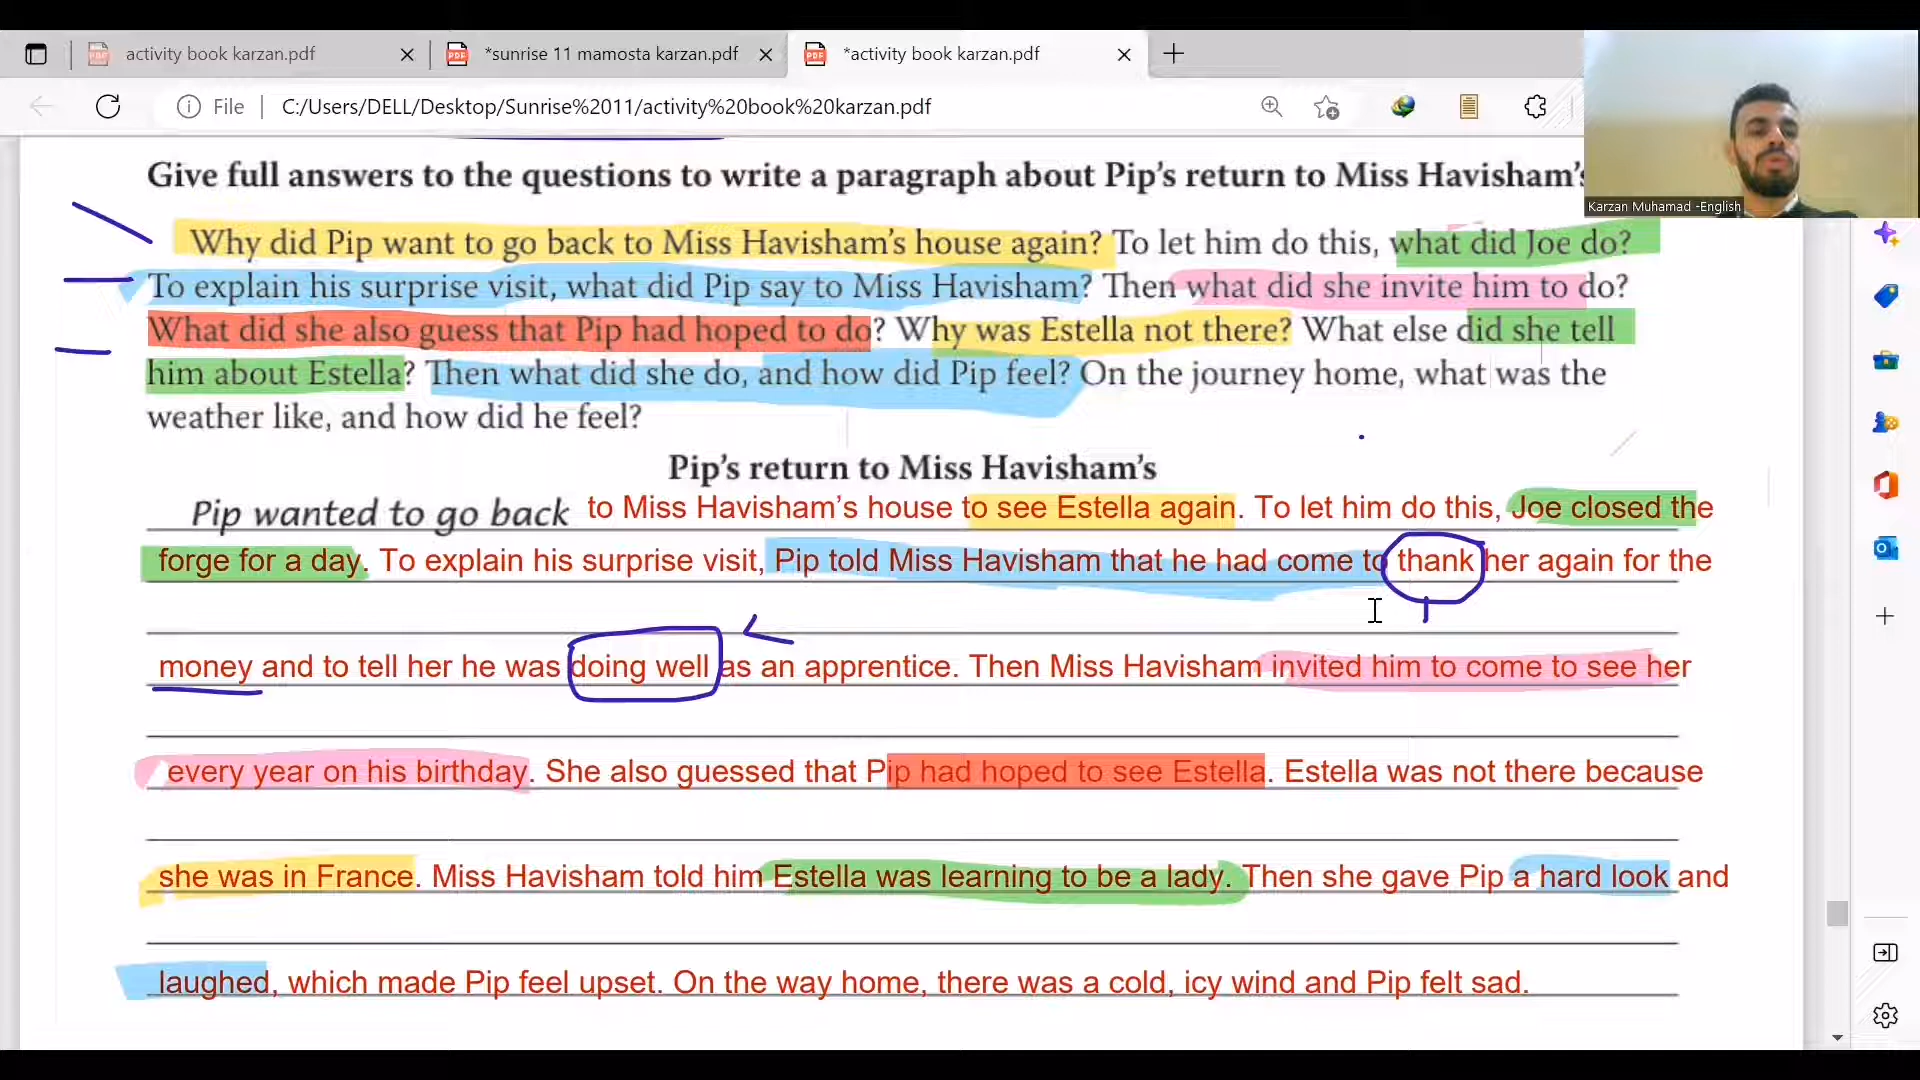 activity book karzan.pdf
*sunrise 11 mamosta karzan.pdf
*activity book karzan.pdf
File
C:/Users/DELL/Desktop/Sunrise%2011/activity%20book%20karzan.pdf
Karzan Muhamad -English
Give full answers to the questions to write a paragraph about Pip's return to Miss Havisham's
Why did Pip want to go back to Miss Havisham's house again? To let him do this, what did Joe do?
To explain his surprise visit, what did Pip say to Miss Havisham? Then what did she invite him to do?
What did she also guess that Pip had hoped to do? Why was Estella not there? What else did she tell
him about Estella? Then what did she do, and how did Pip feel? On the journey home, what was the
weather like, and how did he feel?
Pip's return to Miss Havisham's
Pip wanted to go back to Miss Havisham's house to see Estella again. To let him do this, Joe closed the
forge for a day. To explain his surprise visit, Pip told Miss Havisham that he had come to thank her again for the
money and to tell her he was doing well as an apprentice. Then Miss Havisham invited him to come to see her
every year on his birthday. She also guessed that Pip had hoped to see Estella. Estella was not there because
she was in France. Miss Havisham told him Estella was learning to be a lady. Then she gave Pip a hard look and
laughed, which made Pip feel upset. On the way home, there was a cold, icy wind and Pip felt sad.